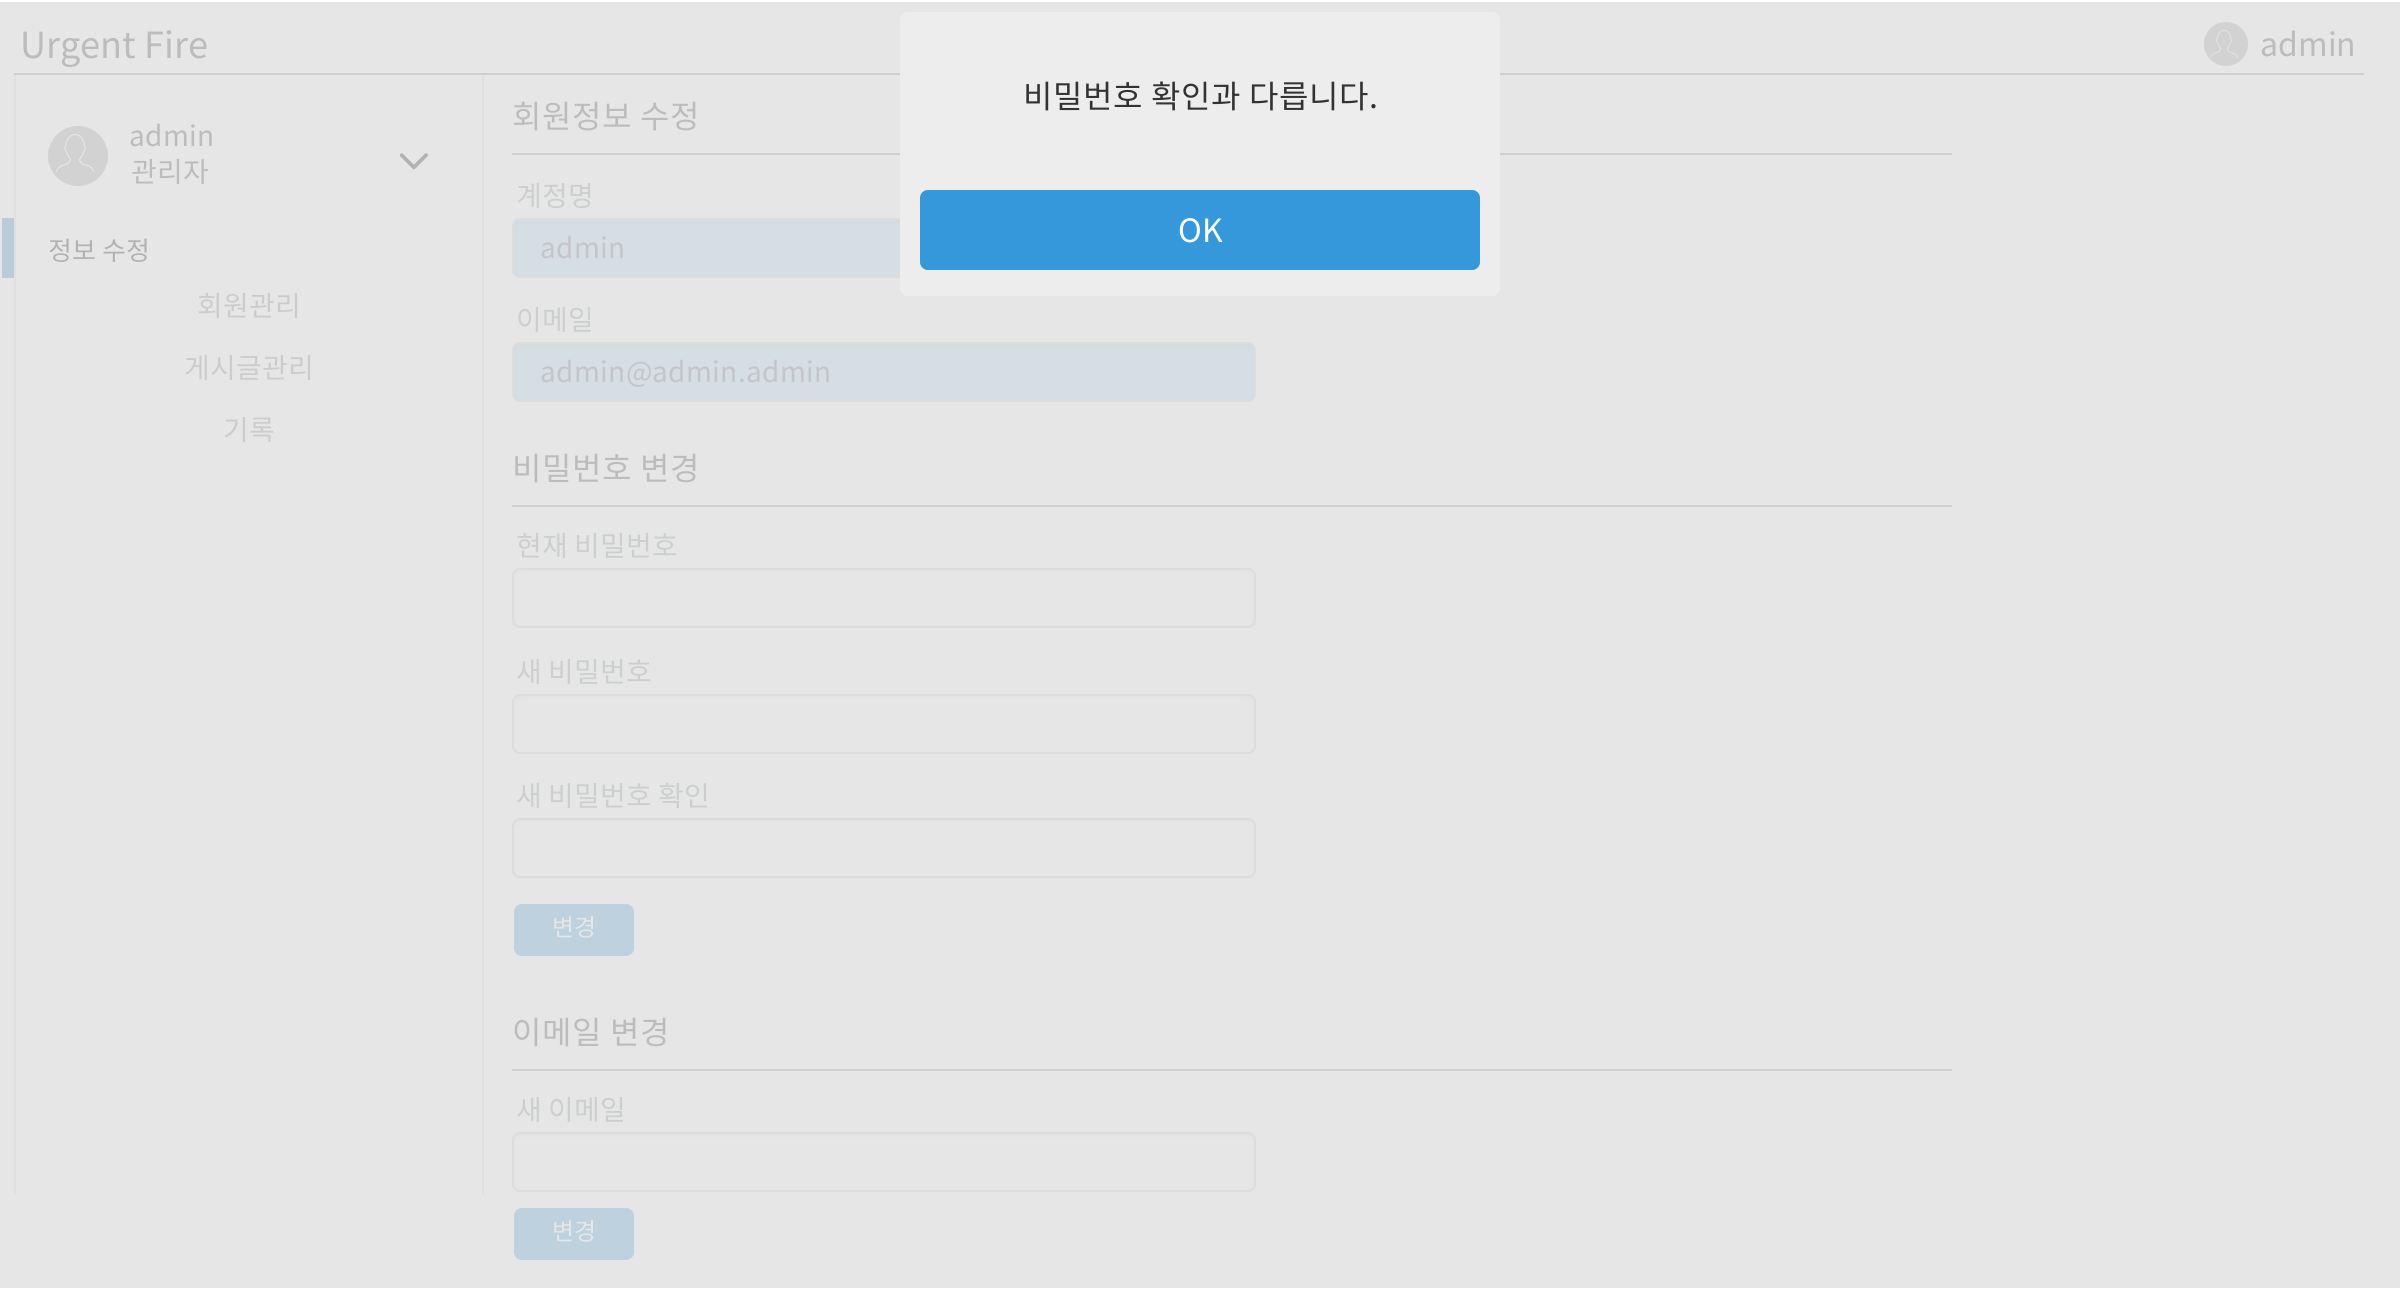 Urgent Fire
admin
비밀번호 확인과 다릅니다.
OK
admin
관리자
정보 수정
회원관리
게시글관리
기록
회원정보 수정
계정명
admin
이메일
admin@admin.admin
비밀번호 변경
현재 비밀번호
새 비밀번호
새 비밀번호 확인
변경
이메일 변경
새 이메일
변경